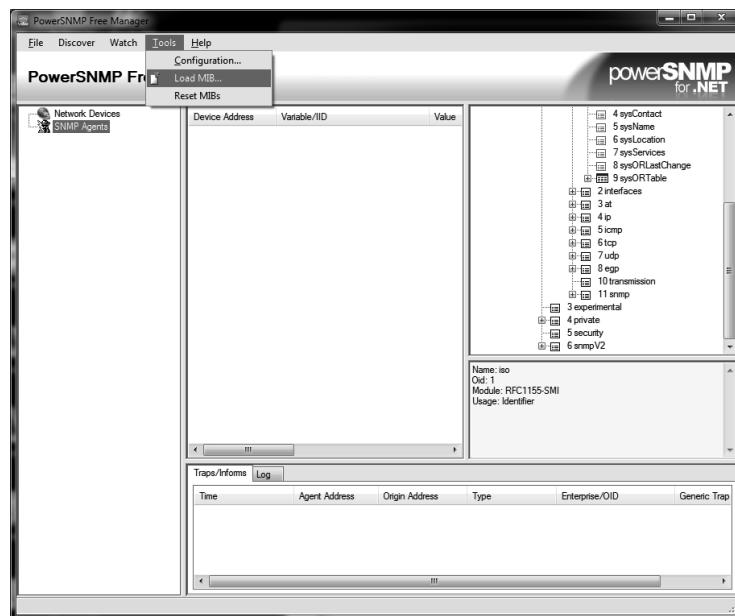 PowerSNMP Free Manager
File Discover Watch Tools Help
Configuration...
Load MIB...
Reset MIBs
PowerSNMP Fr
powerSNMP
for .NET
Network Devices
SNMP Agents
Device Address Variable/IID Value
4 sysContact
5 sysName
6 sysLocation
7 sysServices
8 sysORLastChange
9 sysORTable
2 interfaces
3 at
4 ip
5 icmp
6 tcp
7 udp
8 egp
10 transmission
11 snmp
3 experimental
4 private
5 security
6 snmpV2
Name: iso
Oid: 1
Module: RFC1155-SMI
Usage: Identifier
Traps/Informs Log
Time Agent Address Origin Address Type Enterprise/OID Generic Trap